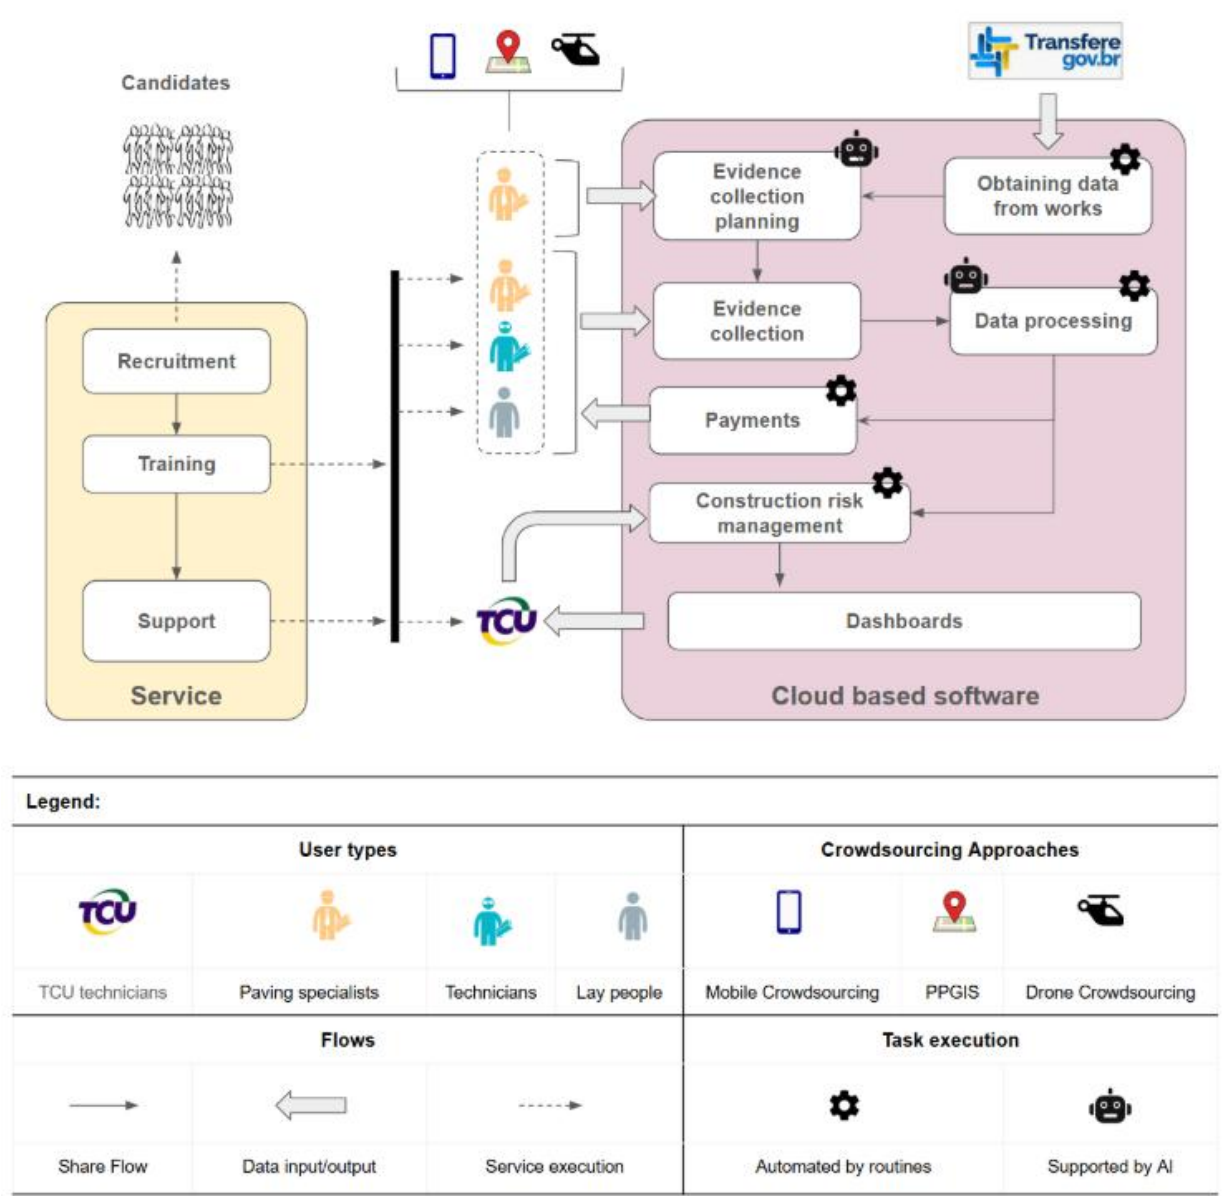 Transfere
gov.br
Candidates
Evidence
collection
planning
Obtaining data
from works
Evidence
collection
Data processing
Recruitment
Payments
Training
Construction risk
management
Support
TCU
Dashboards
Service
Cloud based software
Legend:
User types
Crowdsourcing Approaches
TCU
TCU technicians
Paving specialists
Technicians
Lay people
Mobile Crowdsourcing
PPGIS
Drone Crowdsourcing
Flows
Task execution
Share Flow
Data input/output
Service execution
Automated by routines
Supported by AI